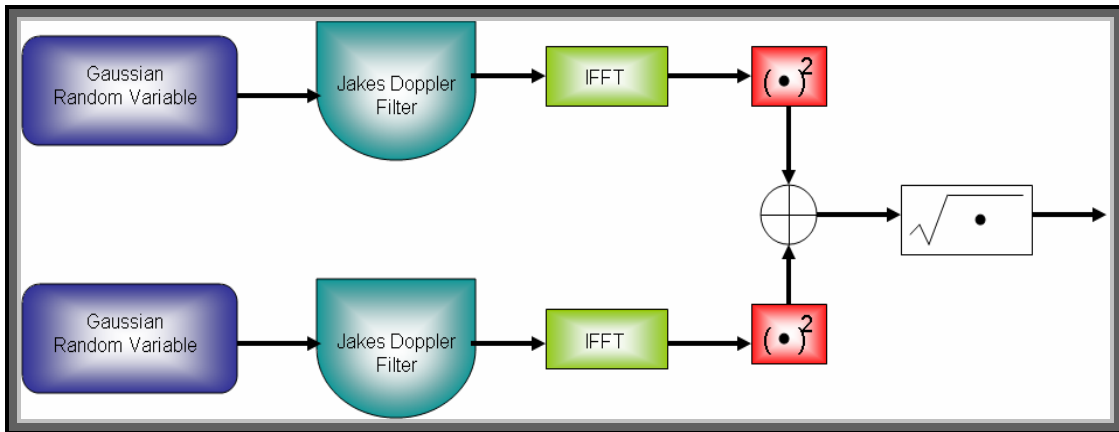 Gaussian
Random Variable
Jakes Doppler
Filter
IFFT
(•)²
√•
Gaussian
Random Variable
Jakes Doppler
Filter
IFFT
(•)²